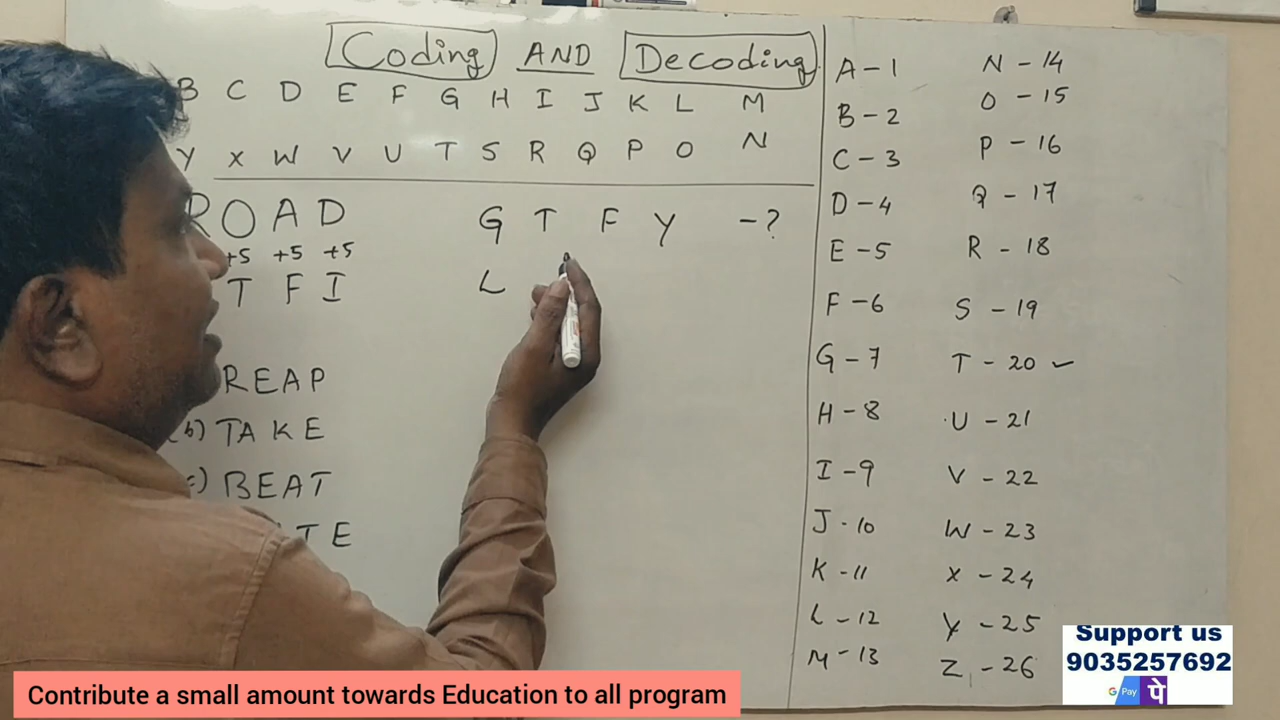 Coding AND Decoding
B C D E F G H I J K L M
Y X W V U T S R Q P O N
ROAD G T F Y -?
+5 +5 +5
T F I L
REAP
(b) TAKE
c) BEAT
TE
A-1 N-14
B-2 O-15
C-3 P-16
D-4 Q-17
E-5 R-18
F-6 S-19
G-7 T-20 ✓
H-8 U-21
I-9 V-22
J-10 W-23
K-11 X-24
L-12 Y-25
M-13 Z-26
Support us
9035257692
G Pay पे
Contribute a small amount towards Education to all program